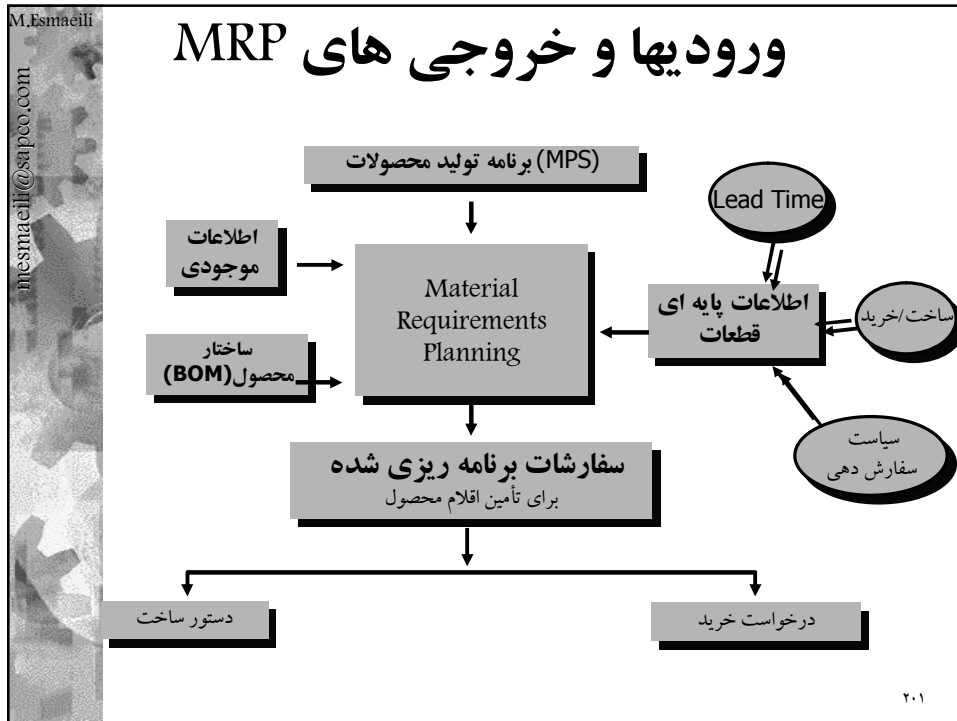 M.Esmaeili
mesmaeili@sapco.com
ورودیها و خروجی های MRP
(MPS) برنامه تولید محصولات
Lead Time
اطلاعات
موجودی
Material
Requirements
Planning
اطلاعات پایه ای
قطعات
ساخت/خرید
ساختار
محصول(BOM)
سیاست
سفارش دهی
سفارشات برنامه ریزی شده
برای تأمین اقلام محصول
دستور ساخت
درخواست خرید
۲۰۱